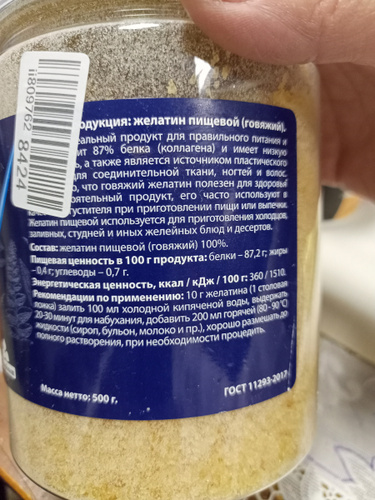 ii809762 8424
одукция: желатин пищевой (говяжий).
еальный продукт для правильного питания и
ит 87% белка (коллагена) и имеет низкую
ь, а также является источником пластического
для соединительной ткани, ногтей и волос.
о, что говяжий желатин полезен для здоровья
оятельный продукт, его часто используют в
густителя при приготовлении пищи или выпечки.
Желатин пищевой используется для приготовления холодцов,
заливных, студней и иных желейных блюд и десертов.
Состав: желатин пищевой (говяжий) 100%.
Пищевая ценность в 100 г продукта: белки – 87,2 г; жиры
– 0,4 г; углеводы – 0,7 г.
Энергетическая ценность, ккал / кДж / 100 г: 360 / 1510.
Рекомендации по применению: 10 г желатина (1 столовая
ложка) залить 100 мл холодной кипяченой воды, выдержать
20-30 минут для набухания, добавить 200 мл горячей (80 - 90°C)
жидкости (сироп, бульон, молоко и пр.), хорошо размешать до
полного растворения, при необходимости процедить.
Масса нетто: 500 г,
ГОСТ 11293-2017